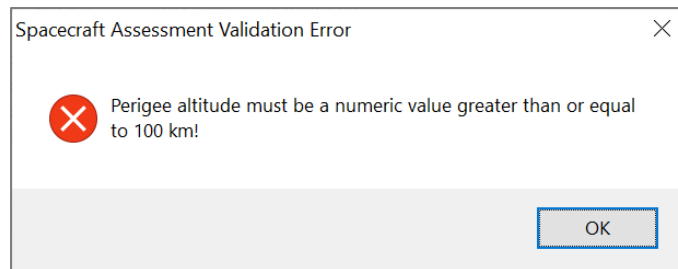 Spacecraft Assessment Validation Error
Perigee altitude must be a numeric value greater than or equal
to 100 km!
OK